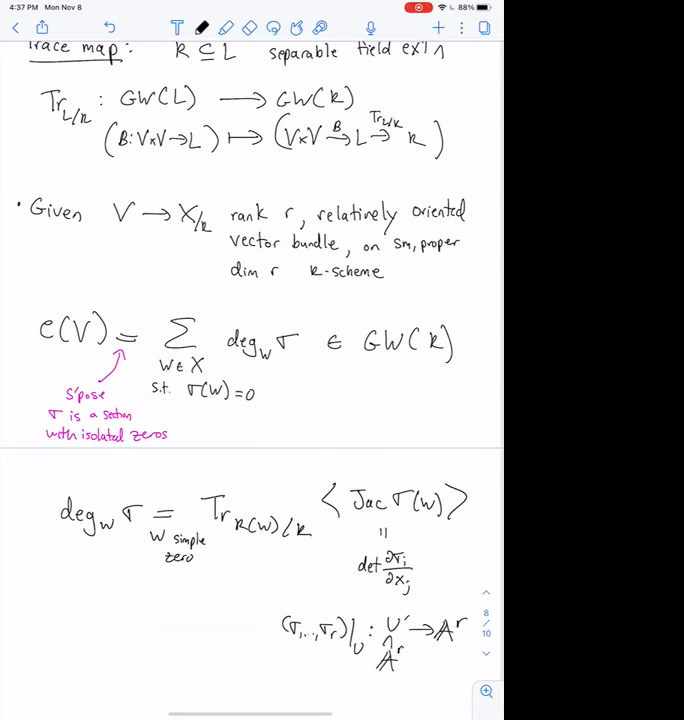 4:37 PM Mon Nov 8
88%
Trace map: k ⊆ L separable field ext'n
Tr_{L/k} : GW(L) ⟶ GW(k)
(B: V×V → L) ⟼ (V×V →^{B} L →^{Tr_{L/k}} k)
• Given V → X/k rank r, relatively oriented
vector bundle, on sm, proper
dim r k-scheme
e(V) = ∑_{W∈X s.t. σ(W)=0} deg_W σ ∈ GW(k)
s'pose
σ is a section
with isolated zeros
deg_W σ = Tr_{k(W)/k} ⟨Jac σ(W)⟩
W simple
zero
||
det ∂σ_i/∂x_j
(σ_1,...,σ_r)|_U : U' → A^r
∩
A^r
8
/
10